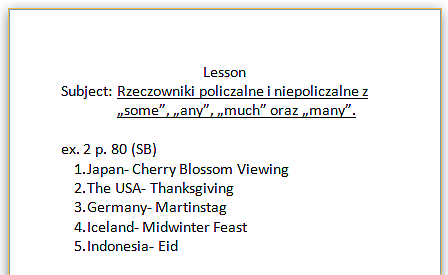 Lesson
Subject: Rzeczowniki policzalne i niepoliczalne z
„some”, „any”, „much” oraz „many”.
ex. 2 p. 80 (SB)
1.Japan- Cherry Blossom Viewing
2.The USA- Thanksgiving
3.Germany- Martinstag
4.Iceland- Midwinter Feast
5.Indonesia- Eid